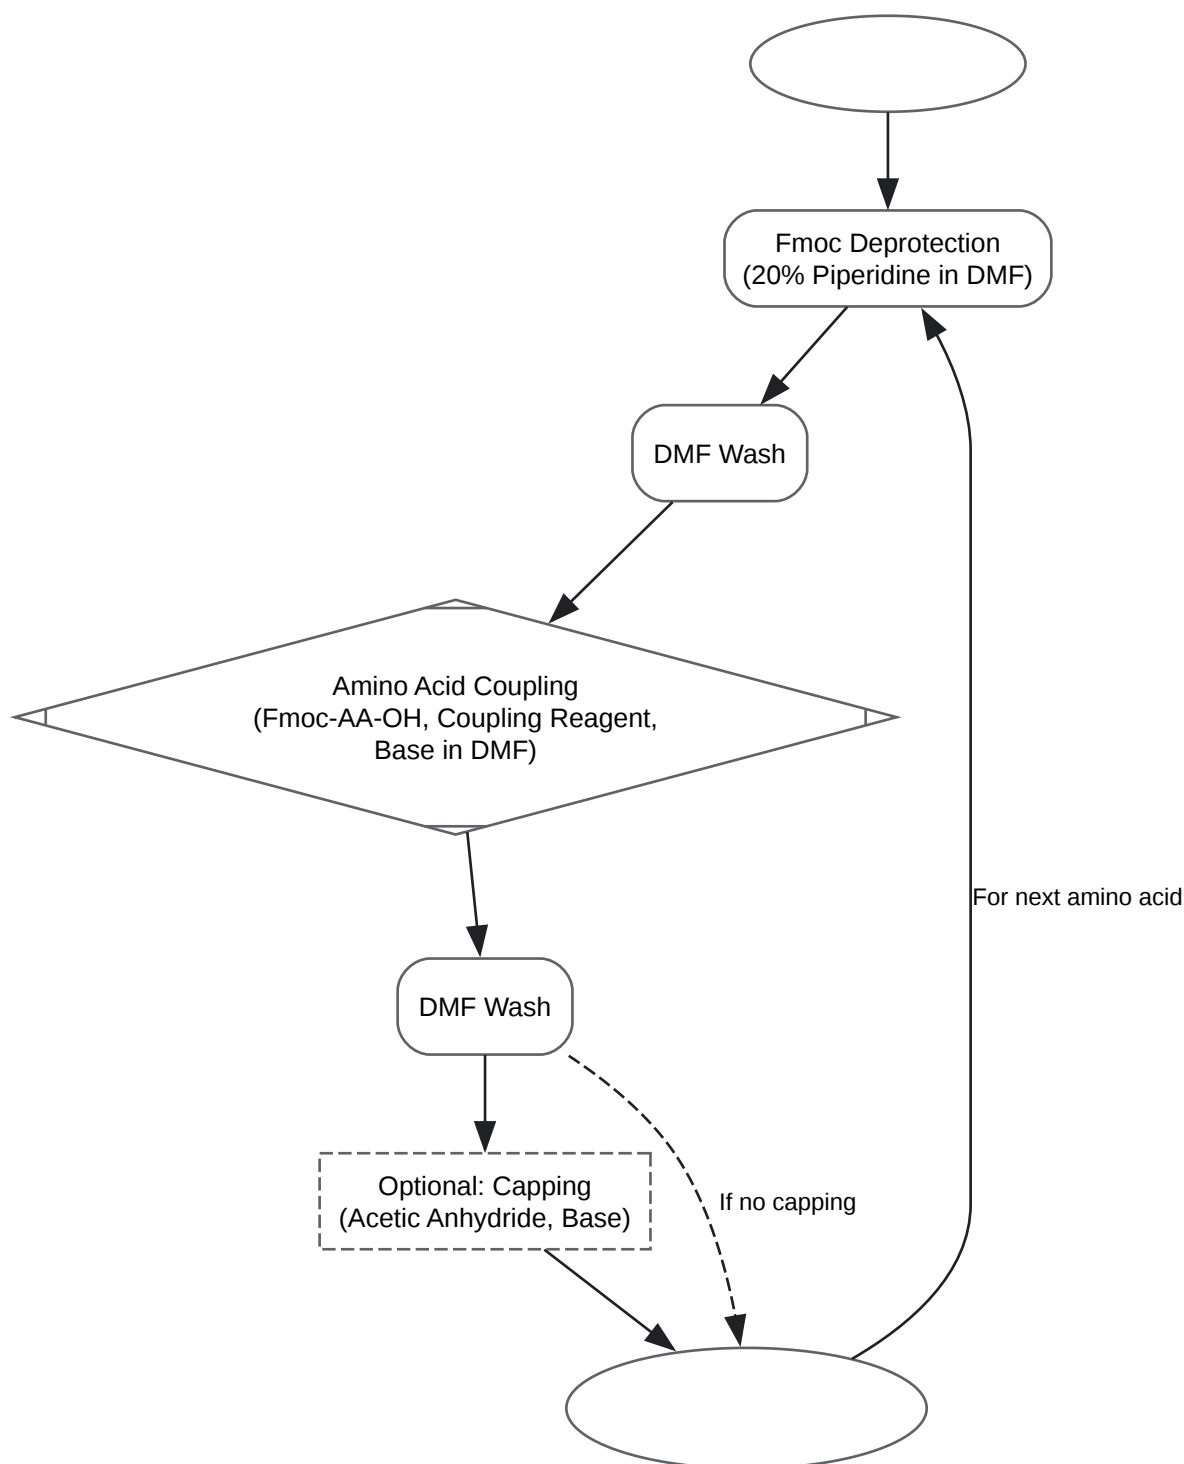 Fmoc Deprotection
(20% Piperidine in DMF)
DMF Wash
Amino Acid Coupling
(Fmoc-AA-OH, Coupling Reagent,
Base in DMF)
For next amino acid
DMF Wash
Optional: Capping
(Acetic Anhydride, Base)
If no capping